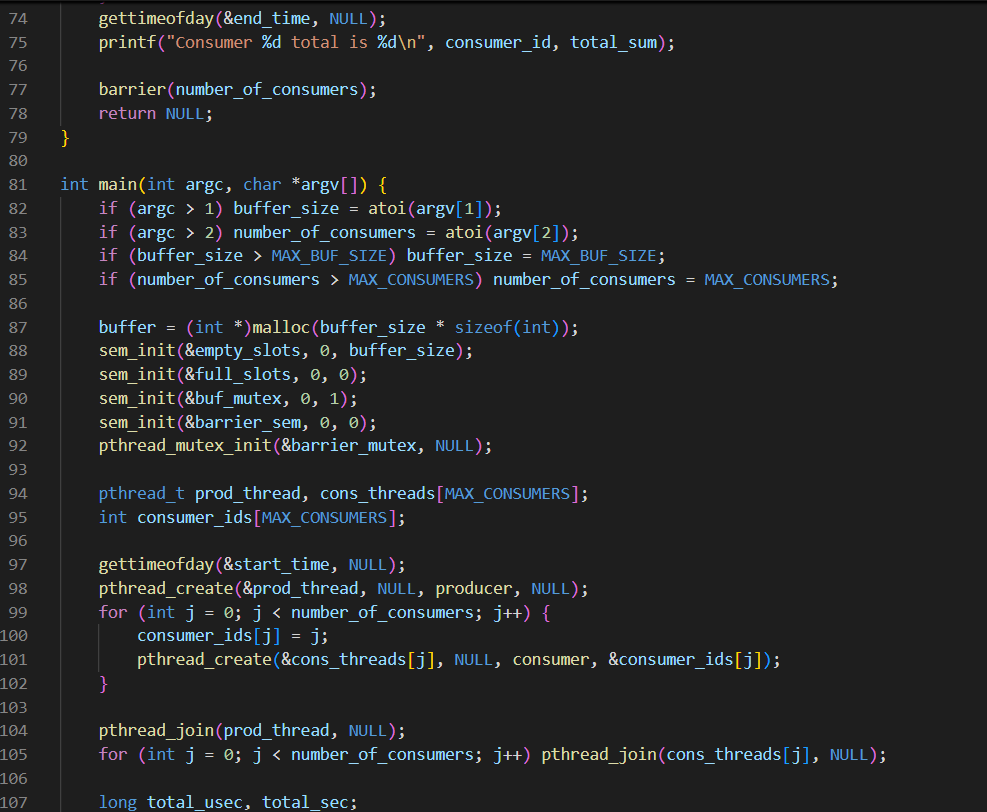 74 gettimeofday(&end_time, NULL);
75 printf("Consumer %d total is %d\n", consumer_id, total_sum);
76
77 barrier(number_of_consumers);
78 return NULL;
79 }
80
81 int main(int argc, char *argv[]) {
82 if (argc > 1) buffer_size = atoi(argv[1]);
83 if (argc > 2) number_of_consumers = atoi(argv[2]);
84 if (buffer_size > MAX_BUF_SIZE) buffer_size = MAX_BUF_SIZE;
85 if (number_of_consumers > MAX_CONSUMERS) number_of_consumers = MAX_CONSUMERS;
86
87 buffer = (int *)malloc(buffer_size * sizeof(int));
88 sem_init(&empty_slots, 0, buffer_size);
89 sem_init(&full_slots, 0, 0);
90 sem_init(&buf_mutex, 0, 1);
91 sem_init(&barrier_sem, 0, 0);
92 pthread_mutex_init(&barrier_mutex, NULL);
93
94 pthread_t prod_thread, cons_threads[MAX_CONSUMERS];
95 int consumer_ids[MAX_CONSUMERS];
96
97 gettimeofday(&start_time, NULL);
98 pthread_create(&prod_thread, NULL, producer, NULL);
99 for (int j = 0; j < number_of_consumers; j++) {
100 consumer_ids[j] = j;
101 pthread_create(&cons_threads[j], NULL, consumer, &consumer_ids[j]);
102 }
103
104 pthread_join(prod_thread, NULL);
105 for (int j = 0; j < number_of_consumers; j++) pthread_join(cons_threads[j], NULL);
106
107 long total_usec, total_sec;